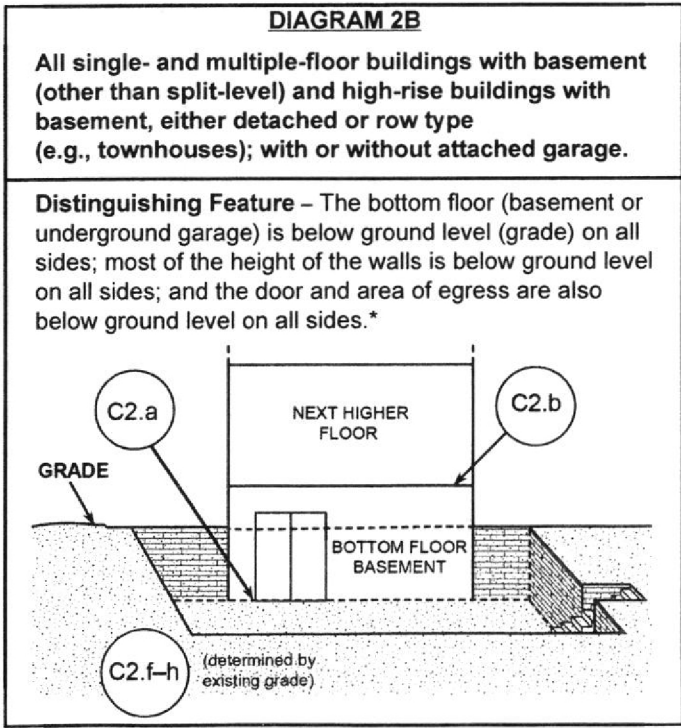 DIAGRAM 2B
All single- and multiple-floor buildings with basement
(other than split-level) and high-rise buildings with
basement, either detached or row type
(e.g., townhouses); with or without attached garage.
Distinguishing Feature – The bottom floor (basement or
underground garage) is below ground level (grade) on all
sides; most of the height of the walls is below ground level
on all sides; and the door and area of egress are also
below ground level on all sides.*
C2.a
NEXT HIGHER
FLOOR
C2.b
GRADE
BOTTOM FLOOR
BASEMENT
C2.f–h
(determined by
existing grade)